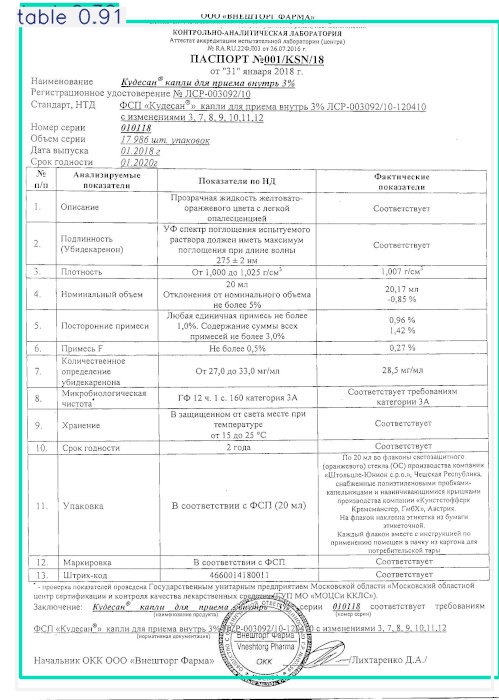 table 0.91
ООО «ВНЕШТОРГ ФАРМА»
КОНТРОЛЬНО-АНАЛИТИЧЕСКАЯ ЛАБОРАТОРИЯ
Аттестат аккредитации испытательной лаборатории (центра)
№ RA.RU.22ФЛ03 от 26.07.2016 г.
ПАСПОРТ №001/KSN/18
от "31" января 2018 г.
Наименование Кудесан® капли для приема внутрь 3%
Регистрационное удостоверение № ЛСР-003092/10
Стандарт, НТД ФСП «Кудесан®» капли для приема внутрь 3% ЛСР-003092/10-120410
с изменениями 3, 7, 8, 9, 10,11,12
Номер серии 010118
Объем серии 17 986 шт. упаковок
Дата выпуска 01.2018 г
Срок годности 01.2020г
№ п/п Анализируемые показатели Показатели по НД Фактические показатели
1. Описание Прозрачная жидкость желтовато-оранжевого цвета с легкой опалесценцией Соответствует
2. Подлинность (Убидекаренон) УФ спектр поглощения испытуемого раствора должен иметь максимум поглощения при длине волны 275 ± 2 нм Соответствует
3. Плотность От 1,000 до 1,025 г/см³ 1,007 г/см³
4. Номинальный объем 20 мл Отклонения от номинального объема не более 5% 20,17 мл -0,85 %
5. Посторонние примеси Любая единичная примесь не более 1,0%. Содержание суммы всех примесей не более 3,0% 0,96 % 1,42 %
6. Примесь F Не более 0,5% 0,27 %
7. Количественное определение убидекаренона От 27,0 до 33,0 мг/мл 28,5 мг/мл
8. Микробиологическая чистота* ГФ 12 ч. 1 с. 160 категория 3А Соответствует требованиям категории 3А
9. Хранение В защищенном от света месте при температуре от 15 до 25 °С Соответствует
10. Срок годности 2 года Соответствует
11. Упаковка В соответствии с ФСП (20 мл) По 20 мл во флаконы светозащитного (оранжевого) стекла (ОС) производства компании «Штольцле-Юнион с.р.о.», Чешская Республика, снабженные полиэтиленовыми пробками-капельницами и навинчивающимися крышками производства компании «Кунстстоффверк Кремсмюнстер, ГмбХ», Австрия. На флакон наклеена этикетка из бумаги этикеточной. Каждый флакон вместе с инструкцией по применению помещен в пачку из картона для потребительской тары
12. Маркировка В соответствии с ФСП Соответствует
13. Штрих-код 4660014180011 Соответствует
* - проверка показателей проведена Государственным унитарным предприятием Московской области «Московский областной
центр сертификации и контроля качества лекарственных средств» (ГУП МО «МОЦСи ККЛС»).
Заключение: Кудесан® капли для приема внутрь серии 010118 соответствует требованиям
(наименование продукции) (номер серии)
ФСП «Кудесан®» капли для приема внутрь 3% ЛСР-003092/10-120410 с изменениями 3, 7, 8, 9, 10,11,12
(нормативная документация)
Внешторг Фарма
Vneshtorg Pharma
ОКК
Начальник ОКК ООО «Внешторг Фарма» /Лихтаренко Д.А./